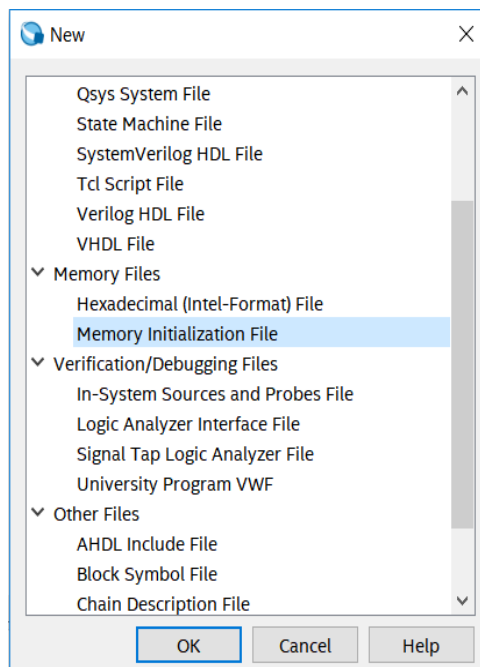 New
Qsys System File
State Machine File
SystemVerilog HDL File
Tcl Script File
Verilog HDL File
VHDL File
Memory Files
Hexadecimal (Intel-Format) File
Memory Initialization File
Verification/Debugging Files
In-System Sources and Probes File
Logic Analyzer Interface File
Signal Tap Logic Analyzer File
University Program VWF
Other Files
AHDL Include File
Block Symbol File
Chain Description File
OK Cancel Help